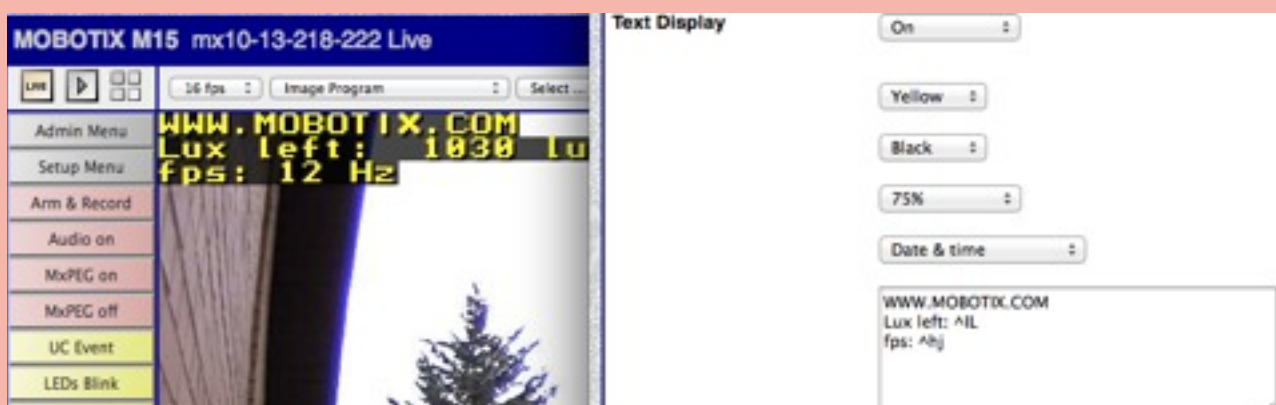 MOBOTIX M15 mx10-13-218-222 Live
LIVE
16 fps
Image Program
Select ...
Admin Menu
Setup Menu
Arm & Record
Audio on
MxPEG on
MxPEG off
UC Event
LEDs Blink
WWW.MOBOTIX.COM
Lux left: 1030 lu
fps: 12 Hz
Text Display
On
Yellow
Black
75%
Date & time
WWW.MOBOTIX.COM
Lux left: ^lL
fps: ^hj